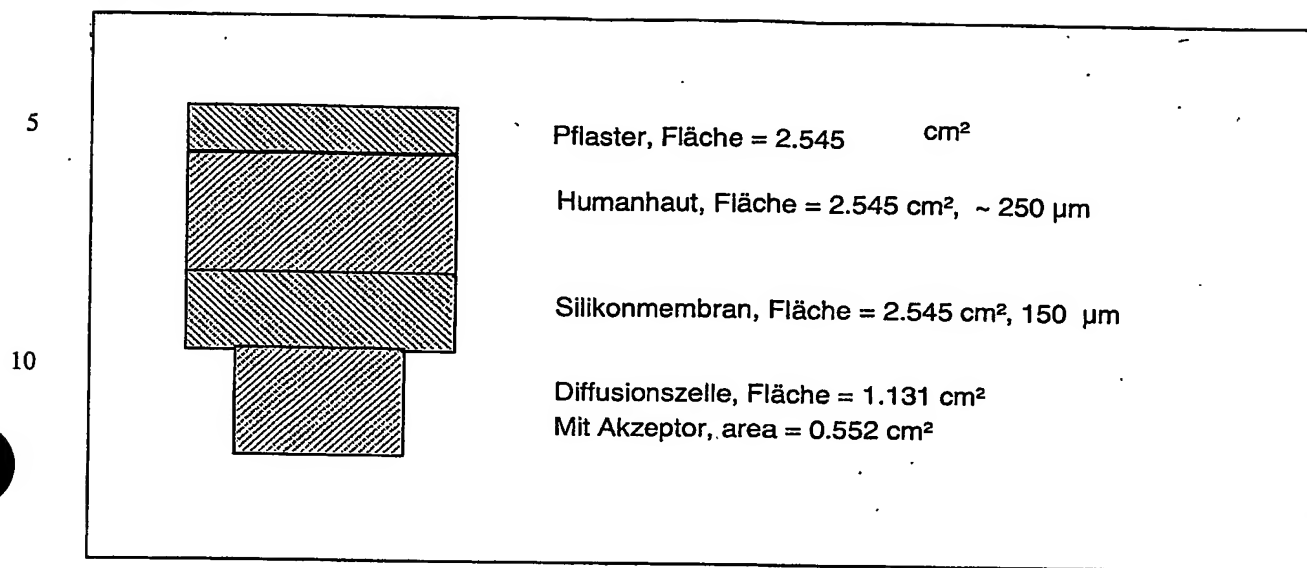 5
Pflaster, Fläche = 2.545 cm²
Humanhaut, Fläche = 2.545 cm², ~ 250 µm
Silikonmembran, Fläche = 2.545 cm², 150 µm
10
Diffusionszelle, Fläche = 1.131 cm²
Mit Akzeptor, area = 0.552 cm²